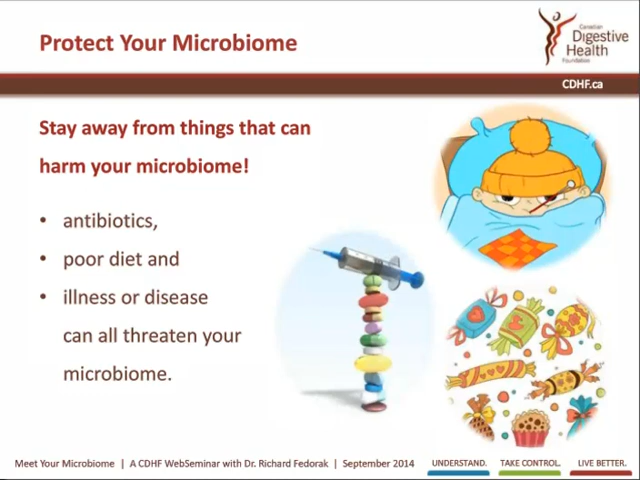 Protect Your Microbiome
Canadian
Digestive
Health
Foundation
CDHF.ca
Stay away from things that can
harm your microbiome!
• antibiotics,
• poor diet and
• illness or disease
can all threaten your
microbiome.
Meet Your Microbiome | A CDHF WebSeminar with Dr. Richard Fedorak | September 2014
UNDERSTAND. TAKE CONTROL. LIVE BETTER.